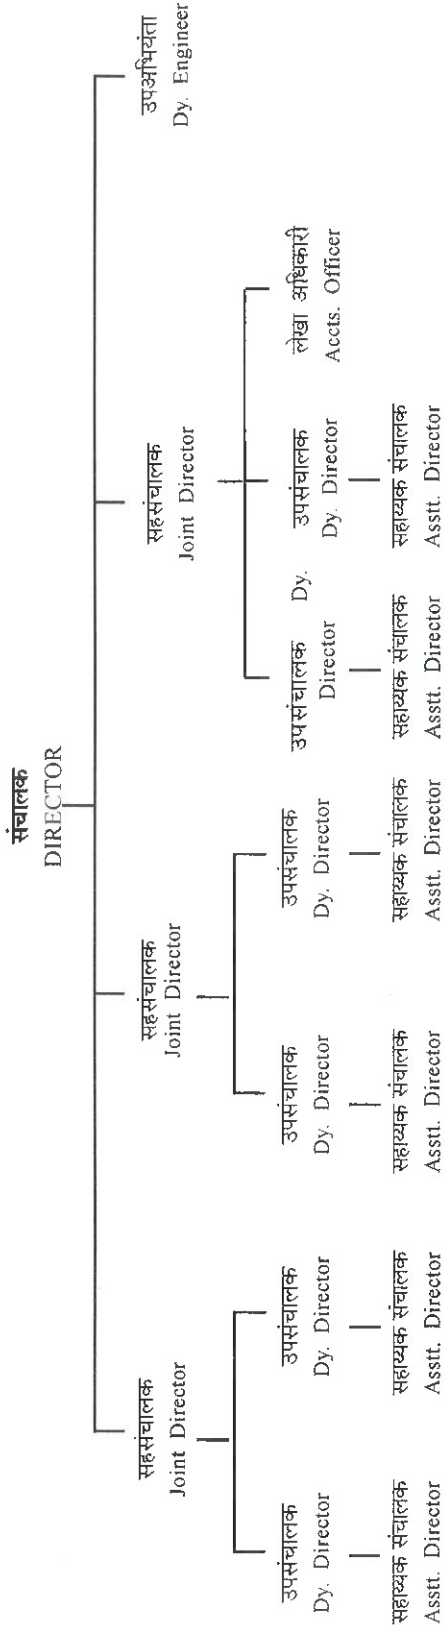 संचालक
DIRECTOR
सहसंचालक
Joint Director
सहसंचालक
Joint Director
सहसंचालक
Joint Director
उपअभियंता
Dy. Engineer
उपसंचालक
Dy. Director
उपसंचालक
Dy. Director
उपसंचालक
Dy. Director
उपसंचालक
Dy. Director
उपसंचालक Dy.
Director
उपसंचालक
Dy. Director
लेखा अधिकारी
Accts. Officer
सहाय्यक संचालक
Asstt. Director
सहाय्यक संचालक
Asstt. Director
सहाय्यक संचालक
Asstt. Director
सहाय्यक संचालक
Asstt. Director
सहाय्यक संचालक
Asstt. Director
सहाय्यक संचालक
Asstt. Director